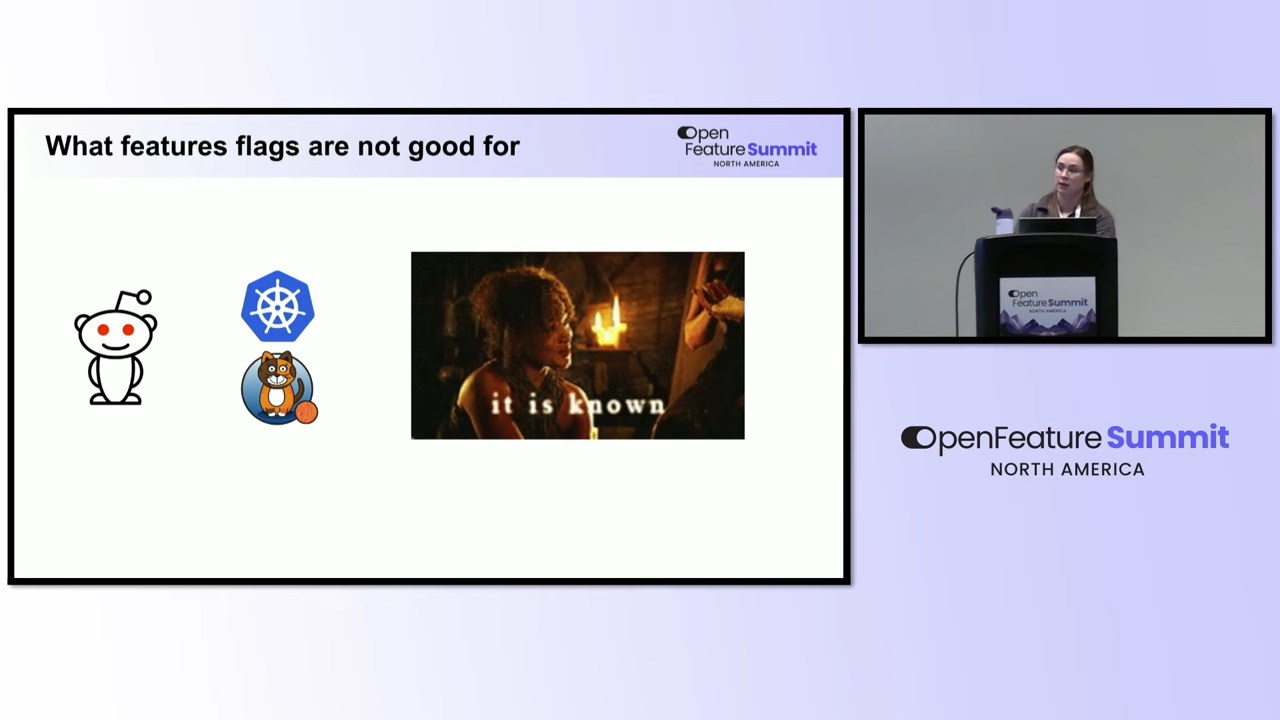 What features flags are not good for
Open
Feature Summit
NORTH AMERICA
it is known
Open
Feature Summit
NORTH AMERICA
OpenFeature Summit
NORTH AMERICA